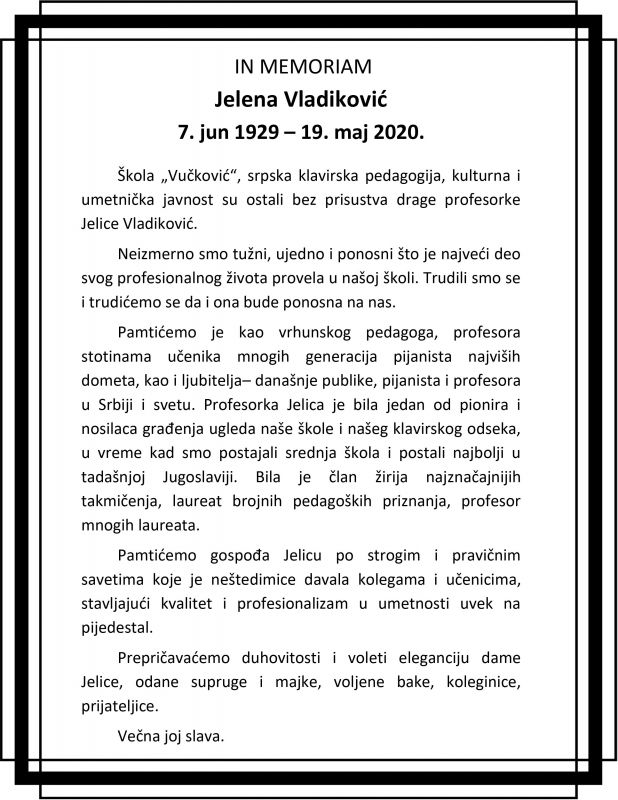 IN MEMORIAM
Jelena Vladiković
7. jun 1929 – 19. maj 2020.
Škola „Vučković“, srpska klavirska pedagogija, kulturna i
umetnička javnost su ostali bez prisustva drage profesorke
Jelice Vladiković.
Neizmerno smo tužni, ujedno i ponosni što je najveći deo
svog profesionalnog života provela u našoj školi. Trudili smo se
i trudićemo se da i ona bude ponosna na nas.
Pamtićemo je kao vrhunskog pedagoga, profesora
stotinama učenika mnogih generacija pijanista najviših
dometa, kao i ljubitelja– današnje publike, pijanista i profesora
u Srbiji i svetu. Profesorka Jelica je bila jedan od pionira i
nosilaca građenja ugleda naše škole i našeg klavirskog odseka,
u vreme kad smo postajali srednja škola i postali najbolji u
tadašnjoj Jugoslaviji. Bila je član žirija najznačajnijih
takmičenja, laureat brojnih pedagoških priznanja, profesor
mnogih laureata.
Pamtićemo gospođa Jelicu po strogim i pravičnim
savetima koje je neštedimice davala kolegama i učenicima,
stavljajući kvalitet i profesionalizam u umetnosti uvek na
pijedestal.
Prepričavaćemo duhovitosti i voleti eleganciju dame
Jelice, odane supruge i majke, voljene bake, koleginice,
prijateljice.
Večna joj slava.